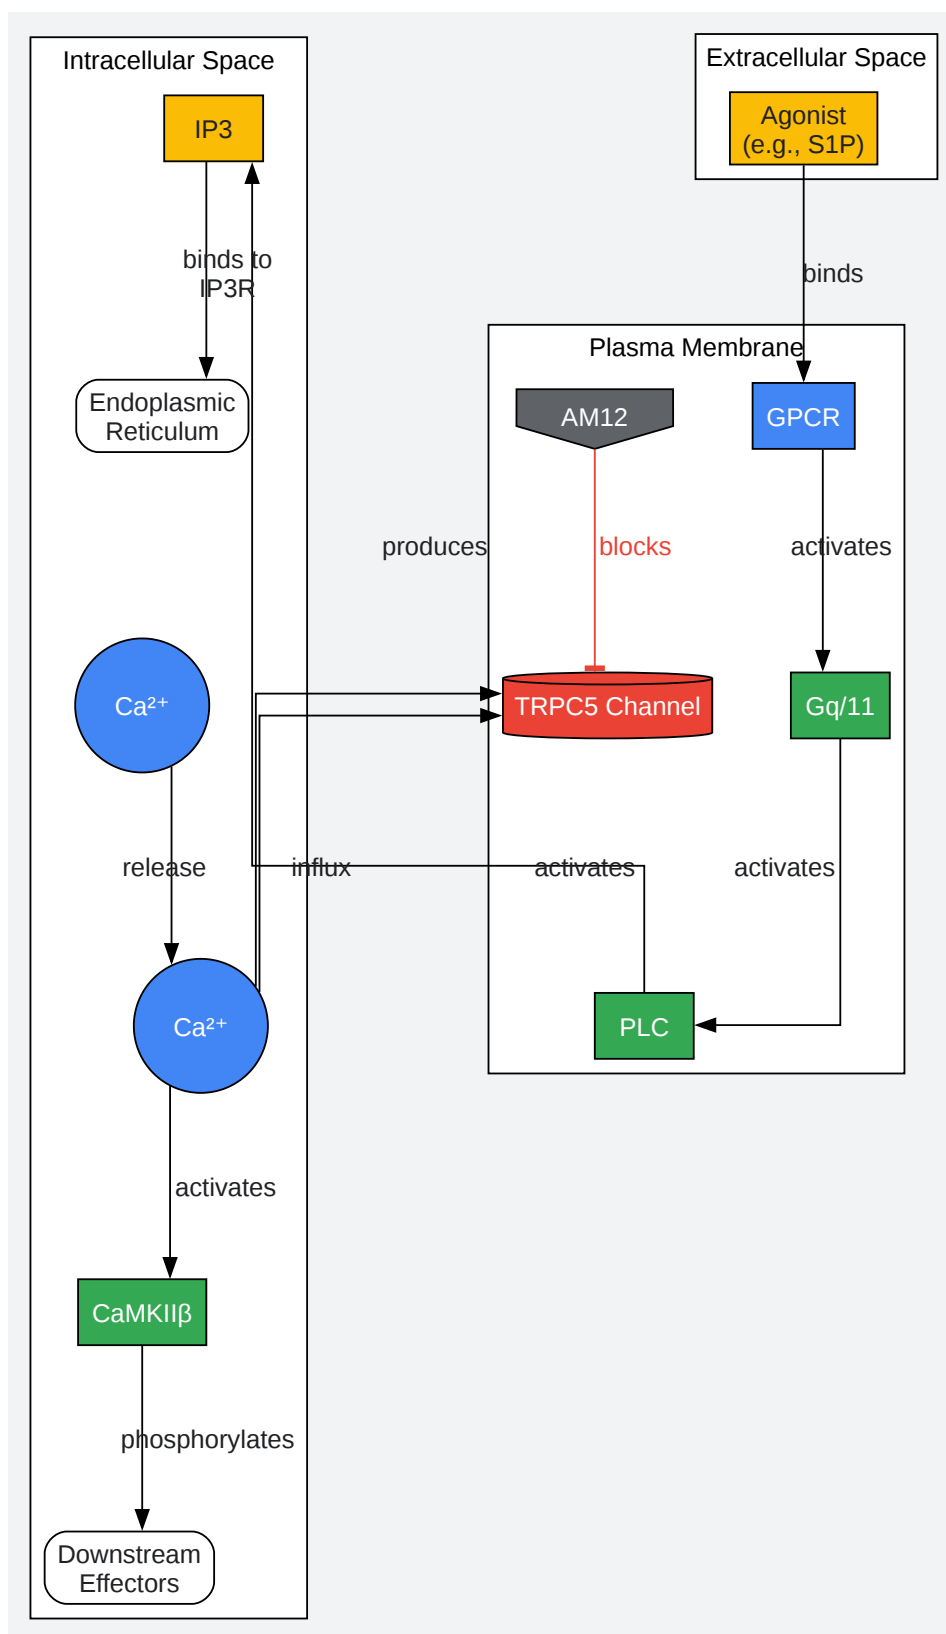 Intracellular Space
IP3
binds to
IP3R
Endoplasmic
Reticulum
Ca²⁺
release
influx
Ca²⁺
activates
CaMKIIβ
phosphorylates
Downstream
Effectors
Extracellular Space
Agonist
(e.g., S1P)
binds
Plasma Membrane
AM12
GPCR
produces
blocks
activates
TRPC5 Channel
Gq/11
activates
activates
PLC